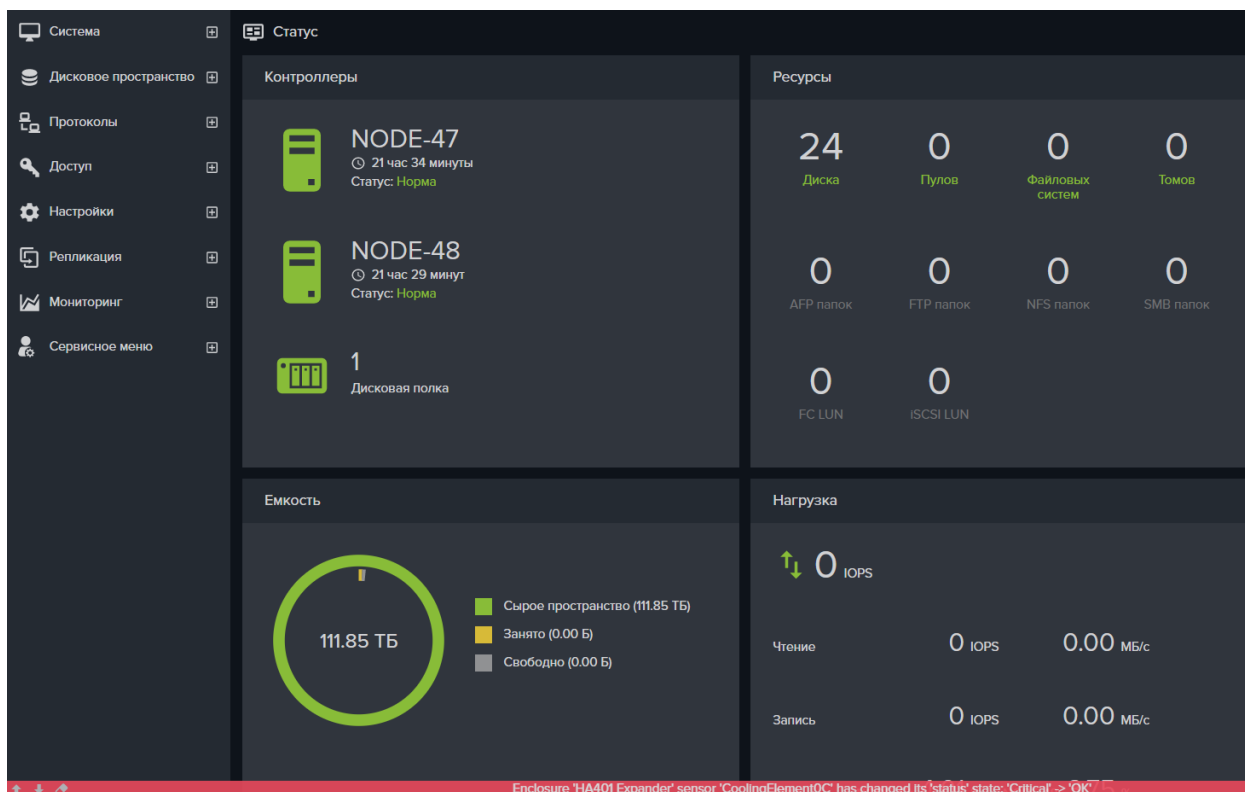 Система
Дисковое пространство
Протоколы
Доступ
Настройки
Репликация
Мониторинг
Сервисное меню
Статус
Контроллеры
NODE-47
21 час 34 минуты
Статус: Норма
NODE-48
21 час 29 минут
Статус: Норма
1
Дисковая полка
Ресурсы
24 0 0 0
Диска Пулов Файловых систем Томов
0 0 0 0
AFP папок FTP папок NFS папок SMB папок
0 0
FC LUN iSCSI LUN
Емкость
111.85 ТБ
Сырое пространство (111.85 ТБ)
Занято (0.00 Б)
Свободно (0.00 Б)
Нагрузка
0 IOPS
Чтение 0 IOPS 0.00 МБ/с
Запись 0 IOPS 0.00 МБ/с
Enclosure 'HA401 Expander' sensor 'CoolingElement0C' has changed its 'status' state: 'Critical' -> 'OK'